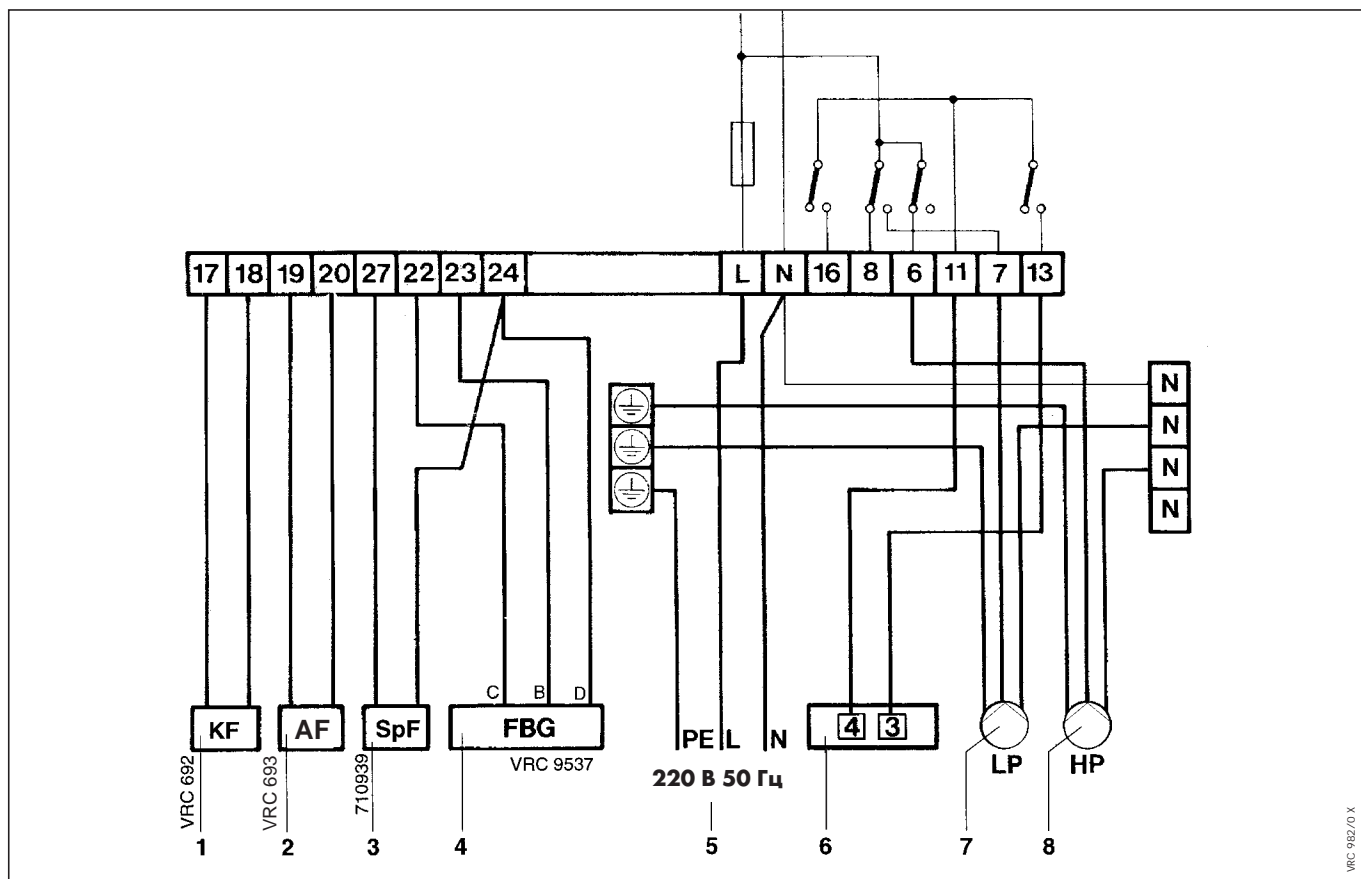 17 18 19 20 27 22 23 24 L N 16 8 6 11 7 13
N
N
N
N
C B D
KF AF SpF FBG
VRC 692
VRC 693
710939
VRC 9537
PE L N
220 В 50 Гц
4 3
LP HP
1 2 3 4 5 6 7 8
VRC 982/0 X